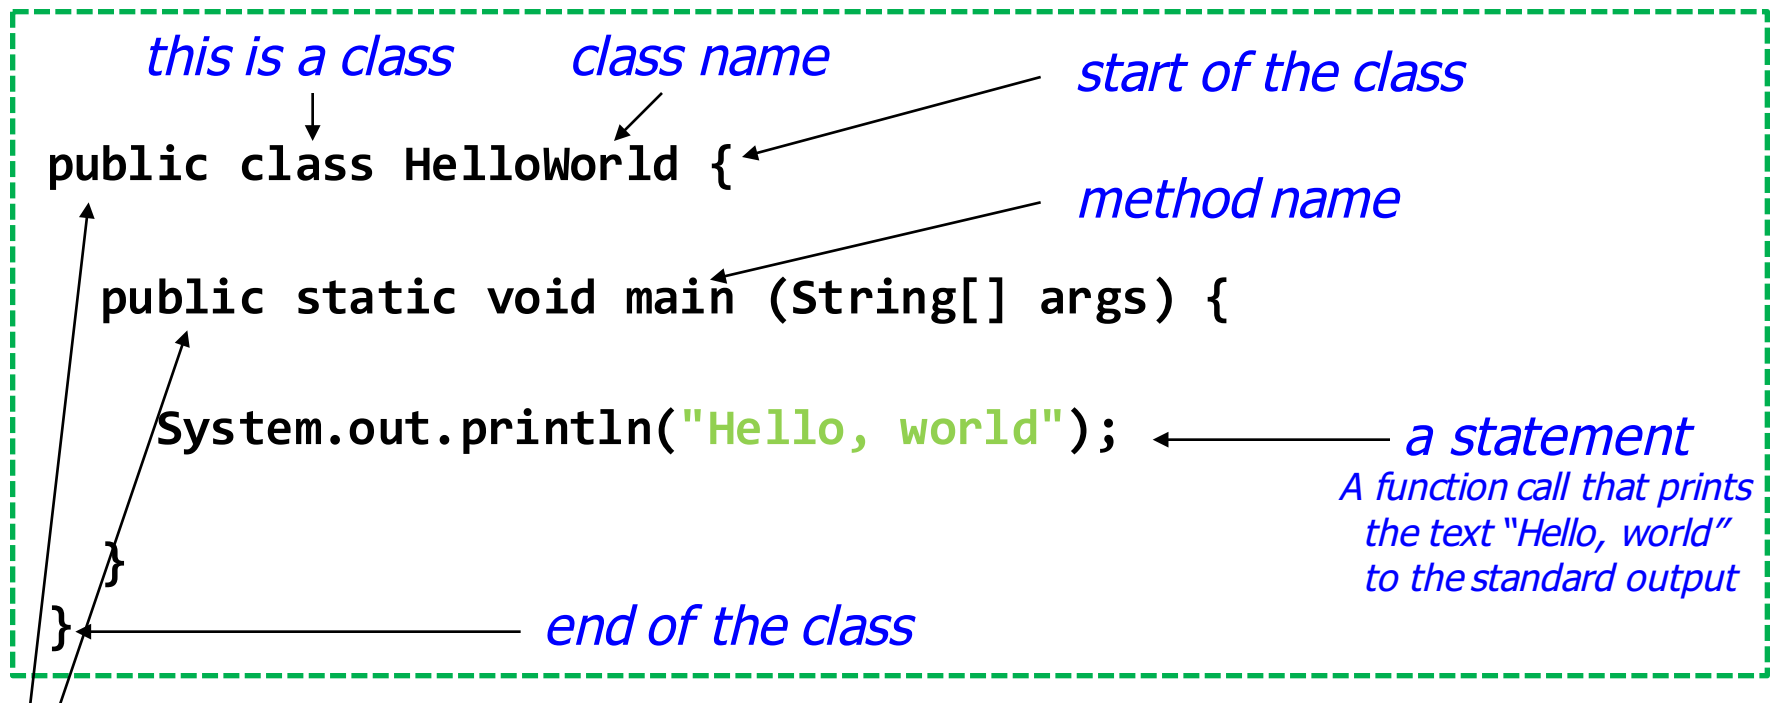 this is a class
class name
start of the class
public class HelloWorld {
method name
public static void main (String[] args) {
System.out.println("Hello, world");
a statement
A function call that prints
the text “Hello, world”
to the standard output
}
}
end of the class